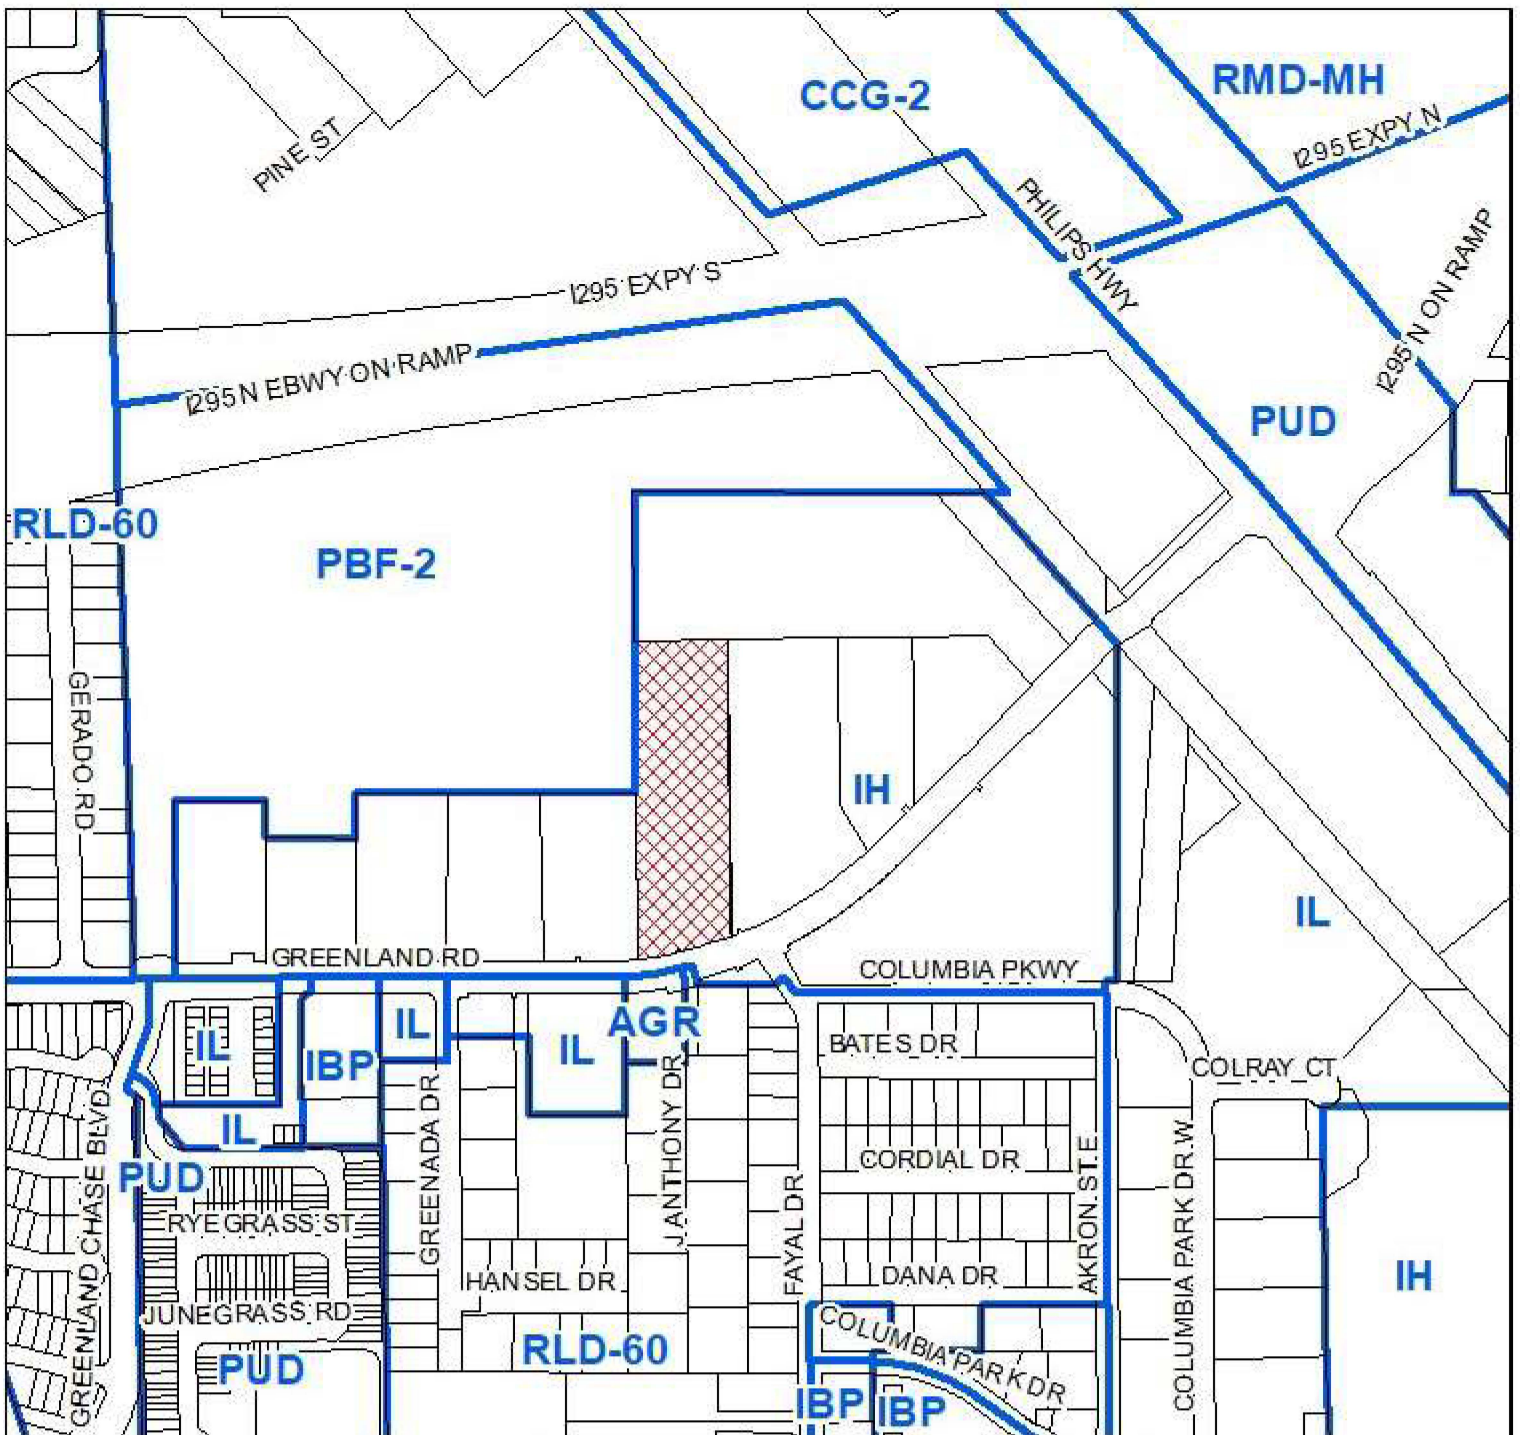 CCG-2
RMD-MH
I295 EXPY N
PINE ST
PHILIPS HWY
I295 EXPY S
I295 N ON RAMP
I295 N EBWY ON RAMP
PUD
RLD-60
PBF-2
GERADO RD
IH
IL
GREENLAND RD
COLUMBIA PKWY
AGR
IL
IL
IL
IBP
BATES DR
COLRAY CT
IL
GREENLAND CHASE BLVD
PUD
GREENADA DR
J ANTHONY DR
FAYAL DR
CORDIAL DR
AKRON ST E
COLUMBIA PARK DR W
RYEGRASS ST
HANSEL DR
DANA DR
IH
JUNEGRASS RD
COLUMBIA PARK DR
RLD-60
PUD
IBP
IBP